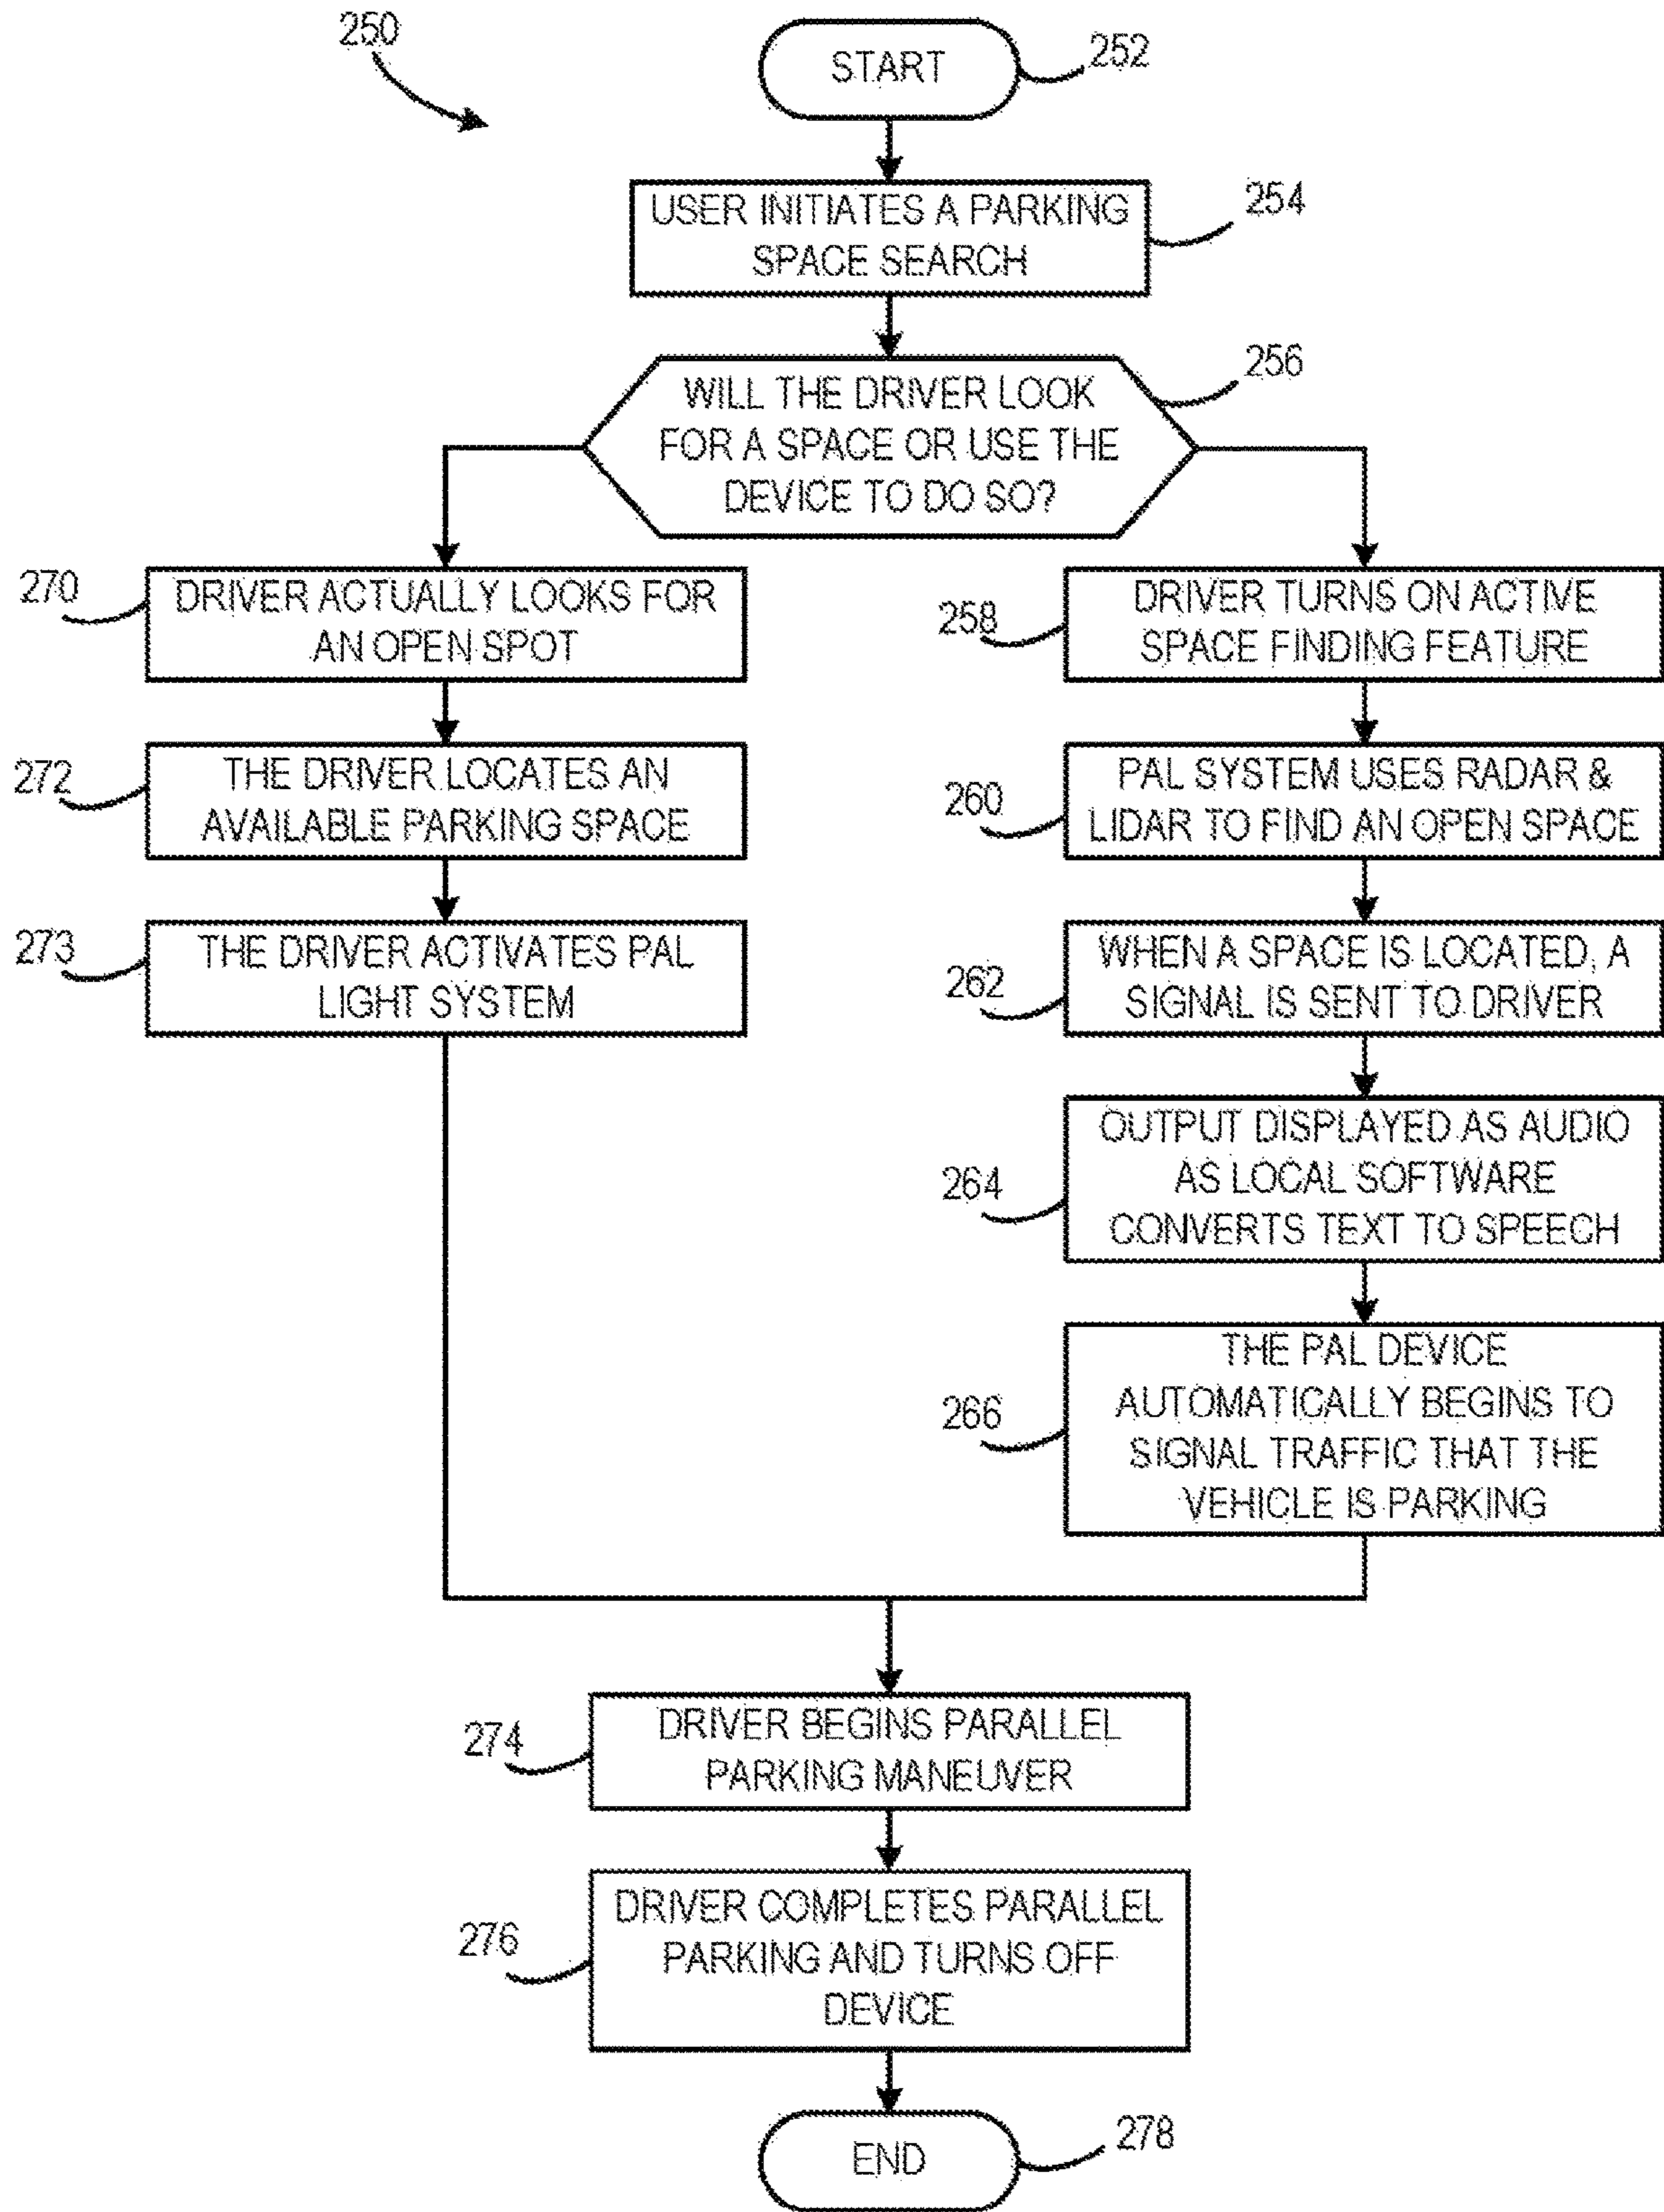 250
START
252
USER INITIATES A PARKING
SPACE SEARCH
254
WILL THE DRIVER LOOK
FOR A SPACE OR USE THE
DEVICE TO DO SO?
256
270
DRIVER ACTUALLY LOOKS FOR
AN OPEN SPOT
272
THE DRIVER LOCATES AN
AVAILABLE PARKING SPACE
273
THE DRIVER ACTIVATES PAL
LIGHT SYSTEM
258
DRIVER TURNS ON ACTIVE
SPACE FINDING FEATURE
260
PAL SYSTEM USES RADAR &
LIDAR TO FIND AN OPEN SPACE
262
WHEN A SPACE IS LOCATED, A
SIGNAL IS SENT TO DRIVER
264
OUTPUT DISPLAYED AS AUDIO
AS LOCAL SOFTWARE
CONVERTS TEXT TO SPEECH
266
THE PAL DEVICE
AUTOMATICALLY BEGINS TO
SIGNAL TRAFFIC THAT THE
VEHICLE IS PARKING
274
DRIVER BEGINS PARALLEL
PARKING MANEUVER
276
DRIVER COMPLETES PARALLEL
PARKING AND TURNS OFF
DEVICE
END
278